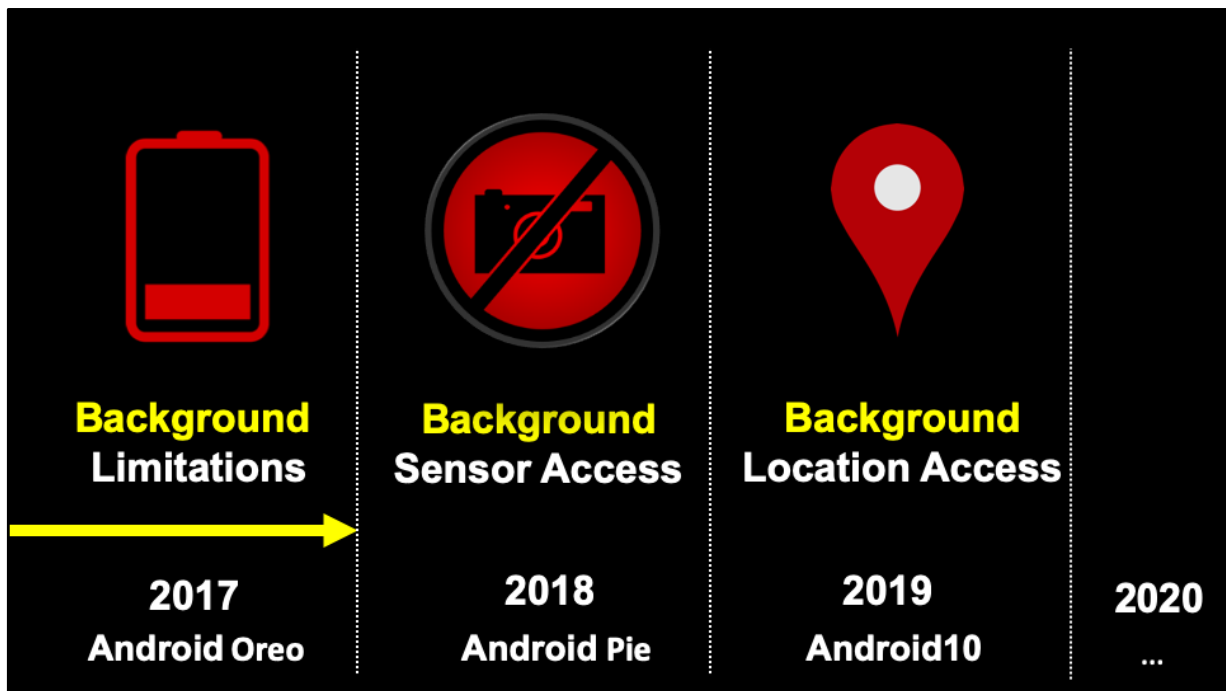 Background
Limitations
2017
Android Oreo
Background
Sensor Access
2018
Android Pie
Background
Location Access
2019
Android10
2020
...